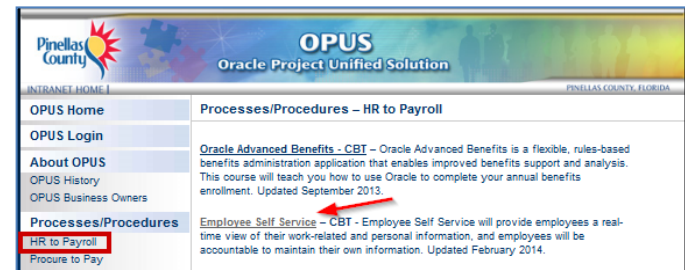 Pinellas
County
OPUS
Oracle Project Unified Solution
INTRANET HOME |
PINELLAS COUNTY, FLORIDA
OPUS Home
OPUS Login
About OPUS
OPUS History
OPUS Business Owners
Processes/Procedures
HR to Payroll
Procure to Pay
Processes/Procedures – HR to Payroll
Oracle Advanced Benefits - CBT – Oracle Advanced Benefits is a flexible, rules-based
benefits administration application that enables improved benefits support and analysis.
This course will teach you how to use Oracle to complete your annual benefits
enrollment. Updated September 2013.
Employee Self Service – CBT - Employee Self Service will provide employees a real-
time view of their work-related and personal information, and employees will be
accountable to maintain their own information. Updated February 2014.